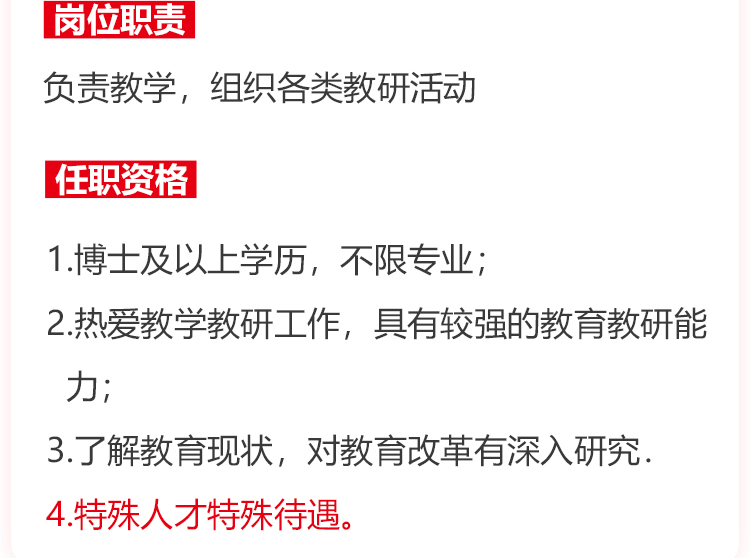 岗位职责
负责教学，组织各类教研活动
任职资格
1.博士及以上学历，不限专业；
2.热爱教学教研工作，具有较强的教育教研能
力；
3.了解教育现状，对教育改革有深入研究.
4.特殊人才特殊待遇。